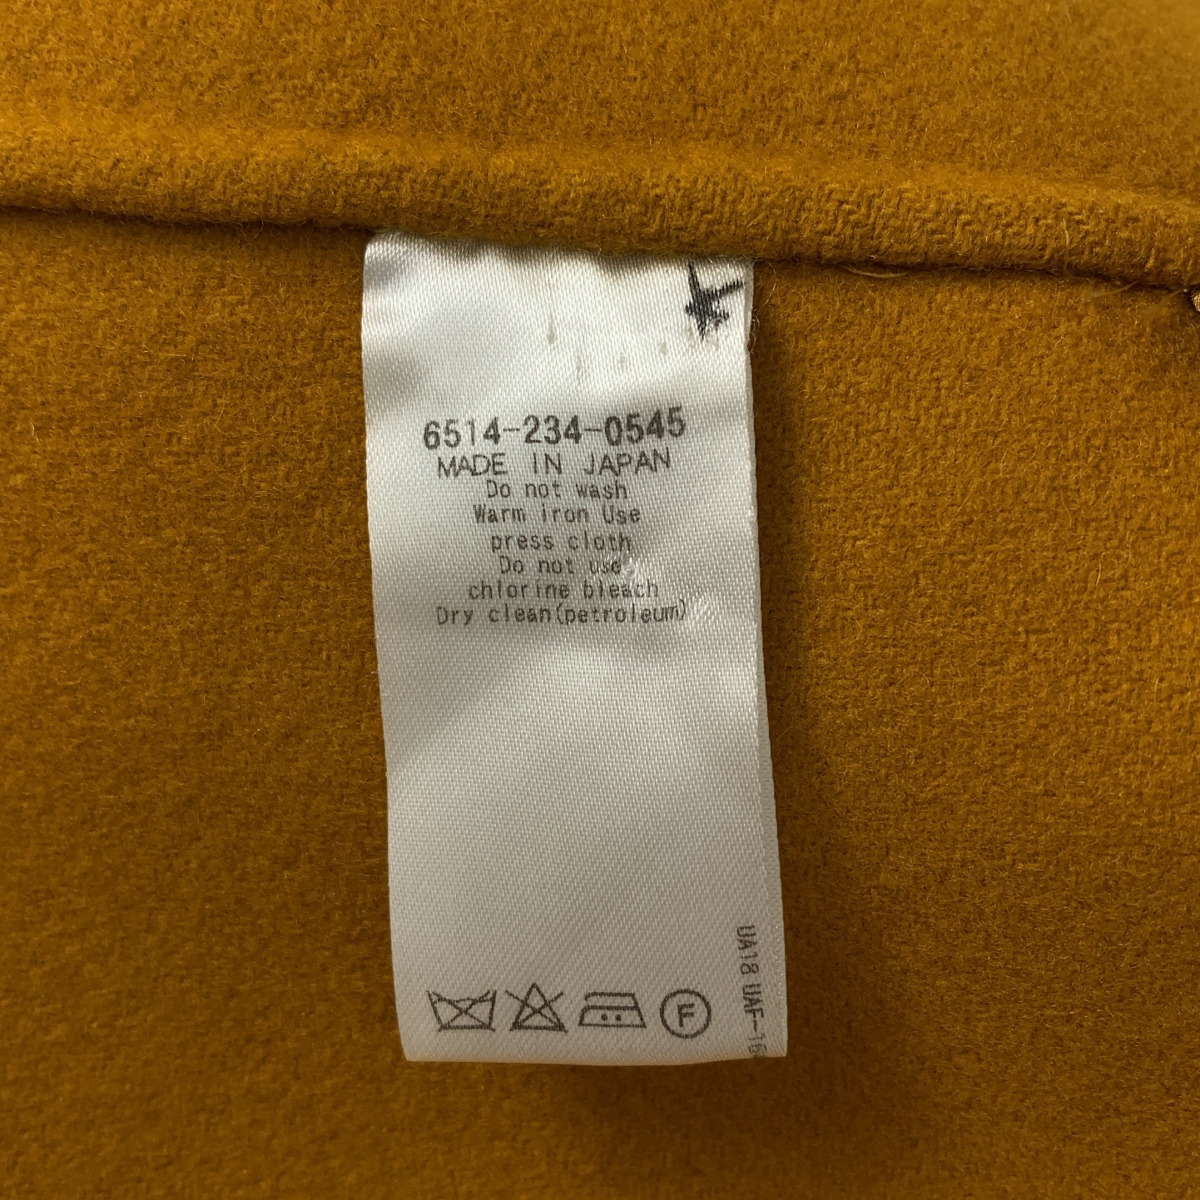 6514-234-0545
MADE IN JAPAN
Do not wash
Warm iron Use
press cloth
Do not use
chlorine bleach
Dry clean(petroleum)
F
UA18 UAF-16